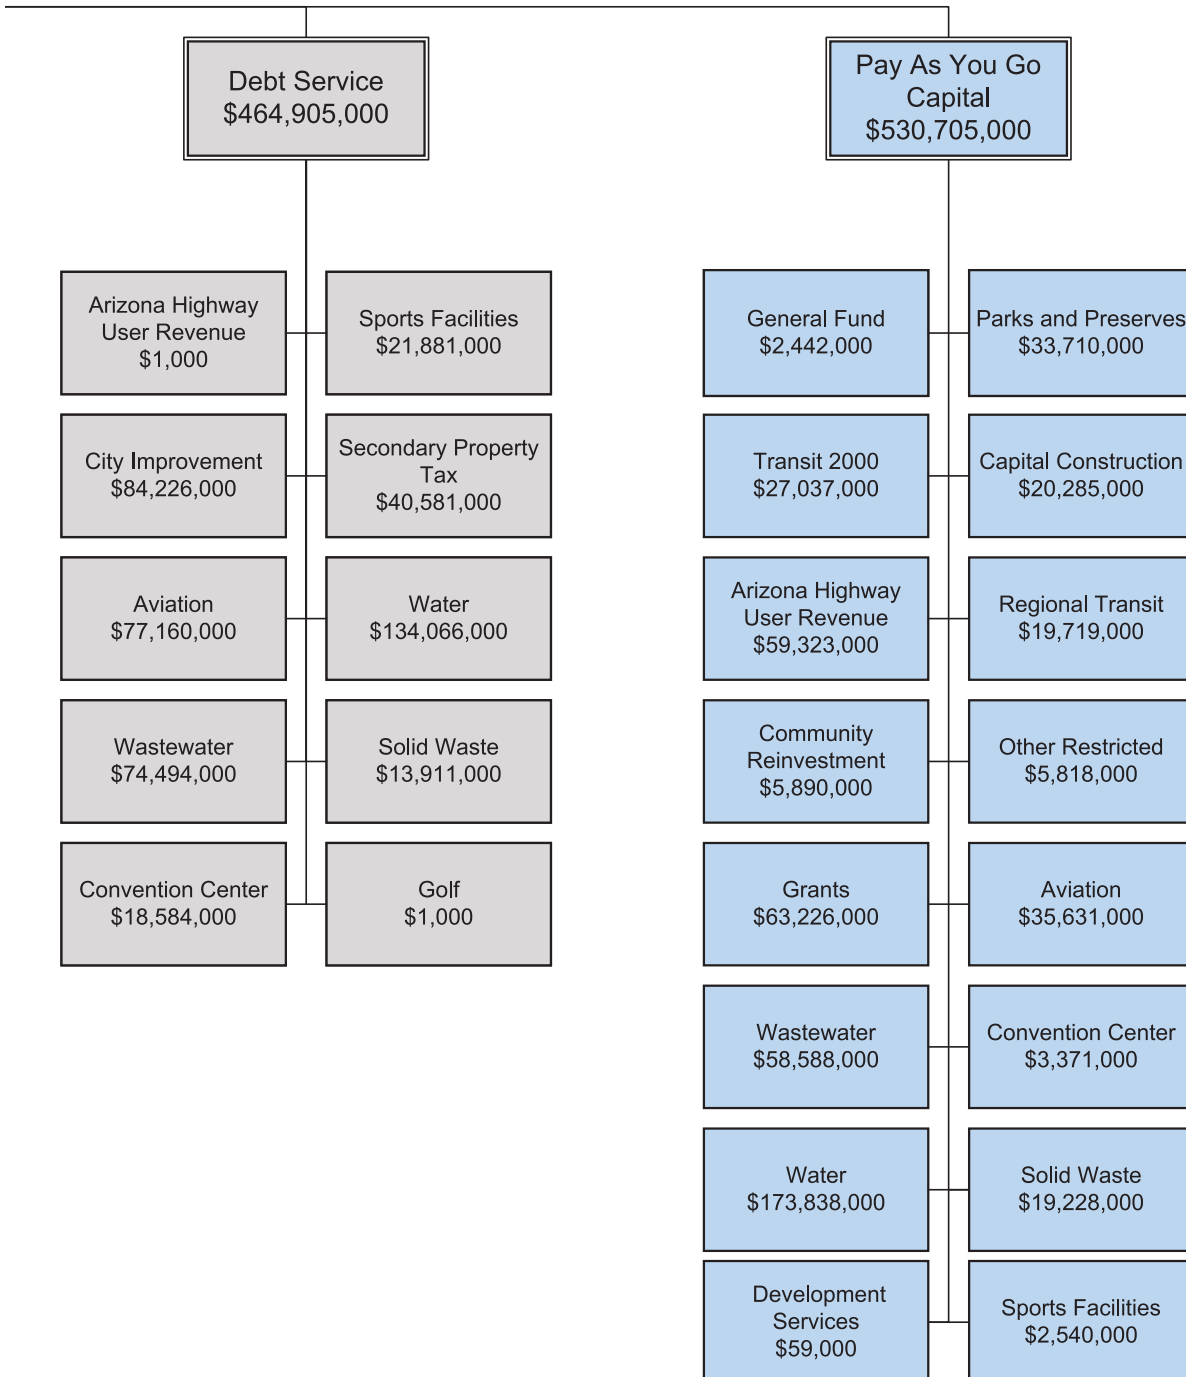 Debt Service
$464,905,000
Pay As You Go
Capital
$530,705,000
Arizona Highway
User Revenue
$1,000
Sports Facilities
$21,881,000
City Improvement
$84,226,000
Secondary Property
Tax
$40,581,000
Aviation
$77,160,000
Water
$134,066,000
Wastewater
$74,494,000
Solid Waste
$13,911,000
Convention Center
$18,584,000
Golf
$1,000
General Fund
$2,442,000
Parks and Preserves
$33,710,000
Transit 2000
$27,037,000
Capital Construction
$20,285,000
Arizona Highway
User Revenue
$59,323,000
Regional Transit
$19,719,000
Community
Reinvestment
$5,890,000
Other Restricted
$5,818,000
Grants
$63,226,000
Aviation
$35,631,000
Wastewater
$58,588,000
Convention Center
$3,371,000
Water
$173,838,000
Solid Waste
$19,228,000
Development
Services
$59,000
Sports Facilities
$2,540,000